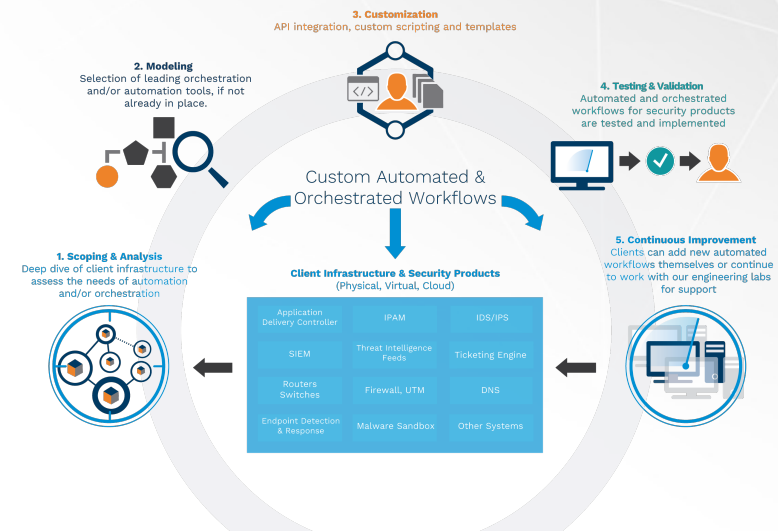 3. Customization
API integration, custom scripting and templates
2. Modeling
Selection of leading orchestration
and/or automation tools, if not
already in place.
4. Testing & Validation
Automated and orchestrated
workflows for security products
are tested and implemented
</>
Custom Automated &
Orchestrated Workflows
1. Scoping & Analysis
Deep dive of client infrastructure to
assess the needs of automation
and/or orchestration
5. Continuous Improvement
Clients can add new automated
workflows themselves or continue
to work with our engineering labs
for support
Client Infrastructure & Security Products
(Physical, Virtual, Cloud)
Application
Delivery Controller
IPAM
IDS/IPS
SIEM
Threat Intelligence
Feeds
Ticketing Engine
Routers
Switches
Firewall, UTM
DNS
Endpoint Detection
& Response
Malware Sandbox
Other Systems